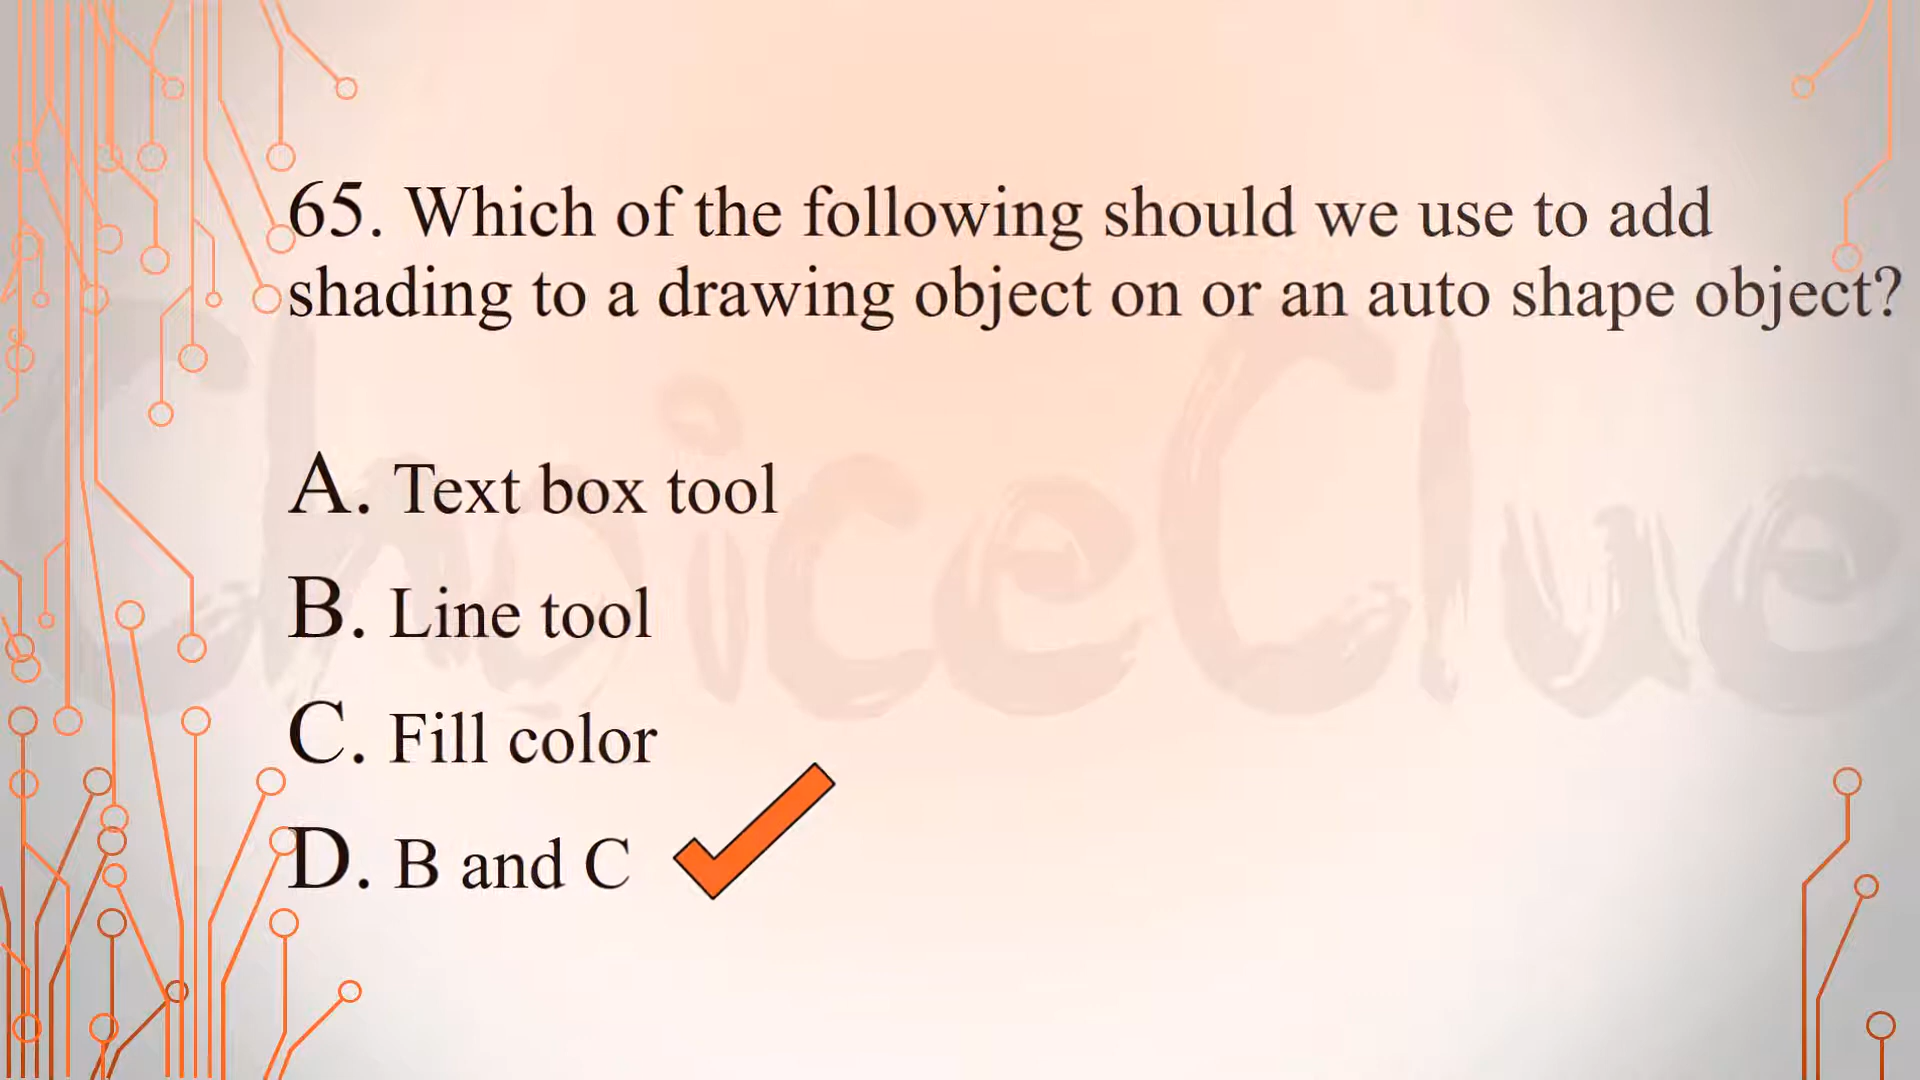 65. Which of the following should we use to add
shading to a drawing object on or an auto shape object?
A. Text box tool
B. Line tool
C. Fill color
D. B and C
ChoiceClue